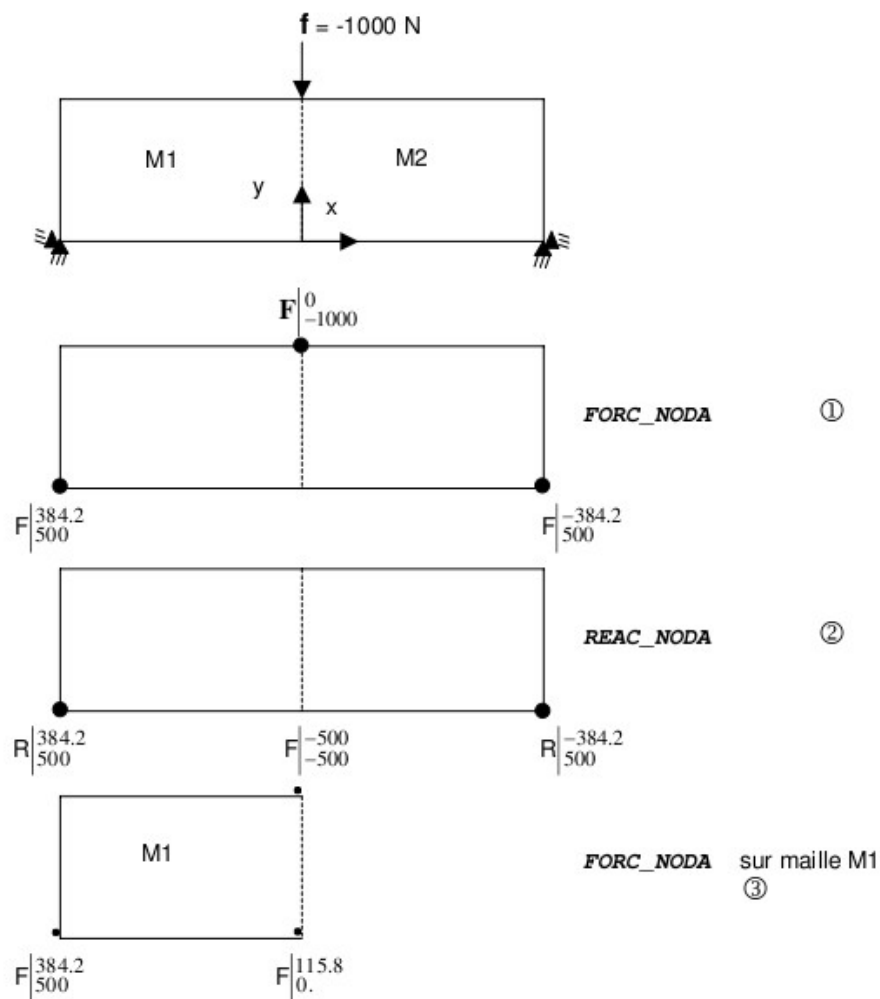 f = -1000 N
M1
M2
y
x
F 0
-1000
FORC_NODA ①
F 384.2
500
F -384.2
500
REAC_NODA ②
R 384.2
500
F -500
-500
R -384.2
500
M1
FORC_NODA sur maille M1
③
F 384.2
500
F 115.8
0.